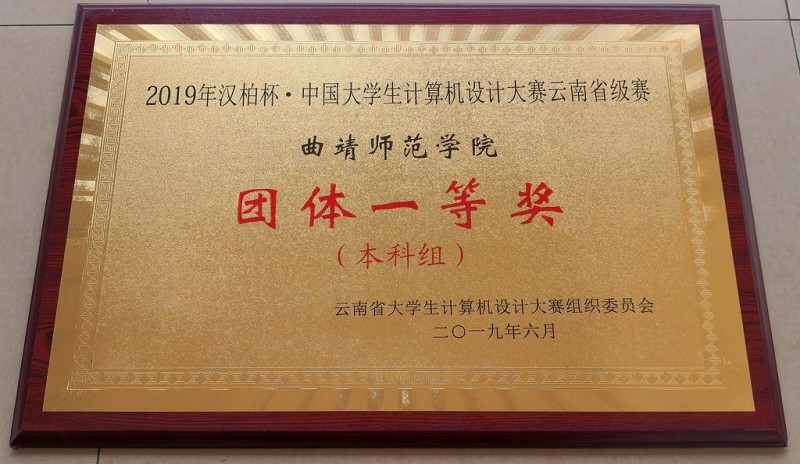 2019年汉柏杯·中国大学生计算机设计大赛云南省级赛
曲靖师范学院
团体一等奖
（本科组）
云南省大学生计算机设计大赛组织委员会
二〇一九年六月